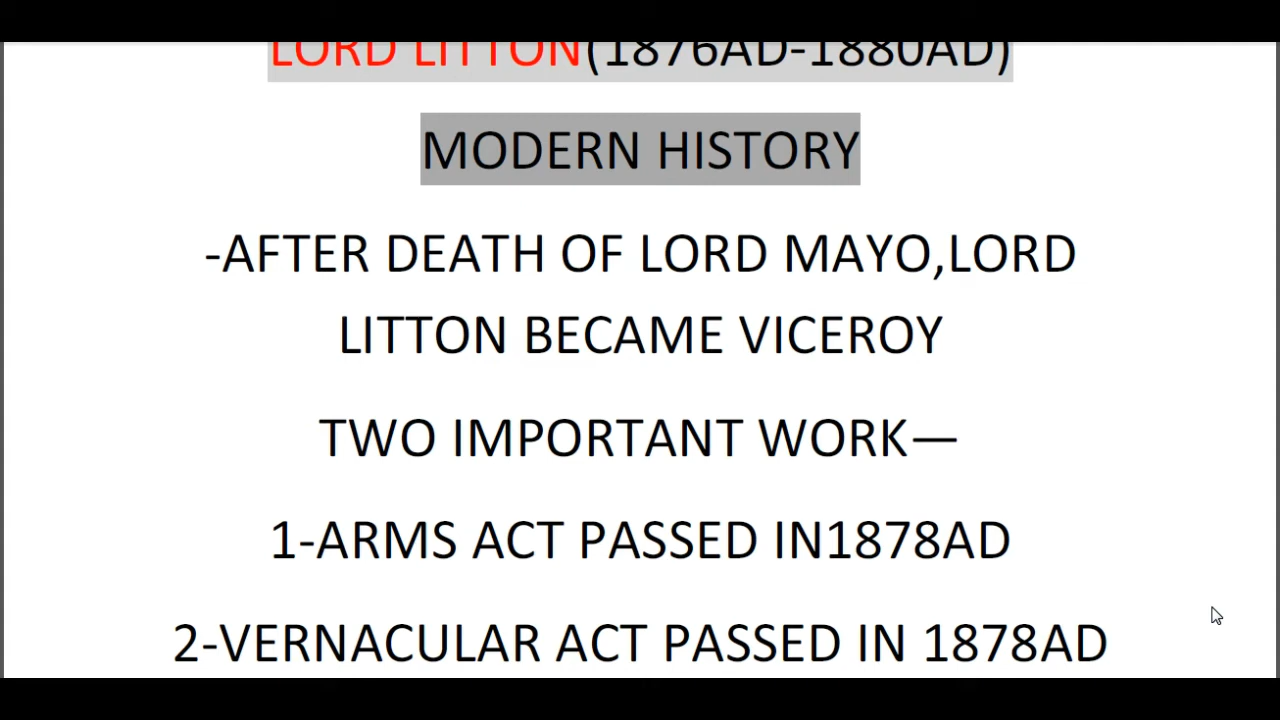 LORD LITTON(1876AD-1880AD)
MODERN HISTORY
-AFTER DEATH OF LORD MAYO,LORD
LITTON BECAME VICEROY
TWO IMPORTANT WORK—
1-ARMS ACT PASSED IN1878AD
2-VERNACULAR ACT PASSED IN 1878AD